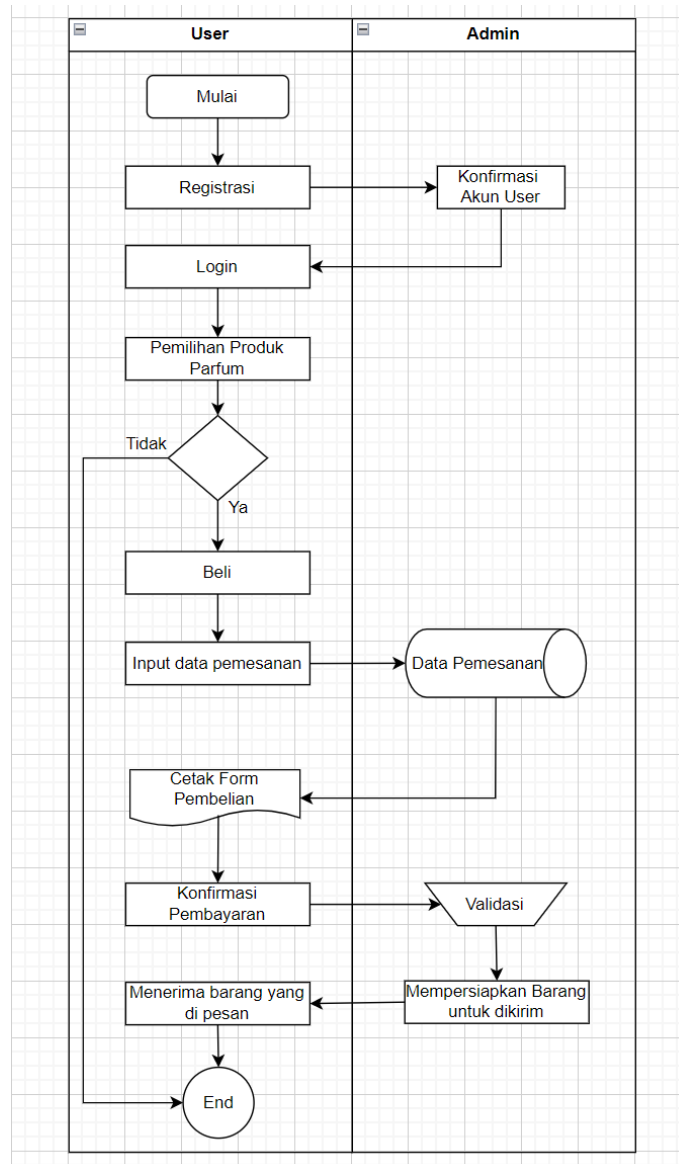 User
Admin
Mulai
Registrasi
Konfirmasi
Akun User
Login
Pemilihan Produk
Parfum
Tidak
Ya
Beli
Input data pemesanan
Data Pemesanan
Cetak Form
Pembelian
Konfirmasi
Pembayaran
Validasi
Menerima barang yang
di pesan
Mempersiapkan Barang
untuk dikirim
End